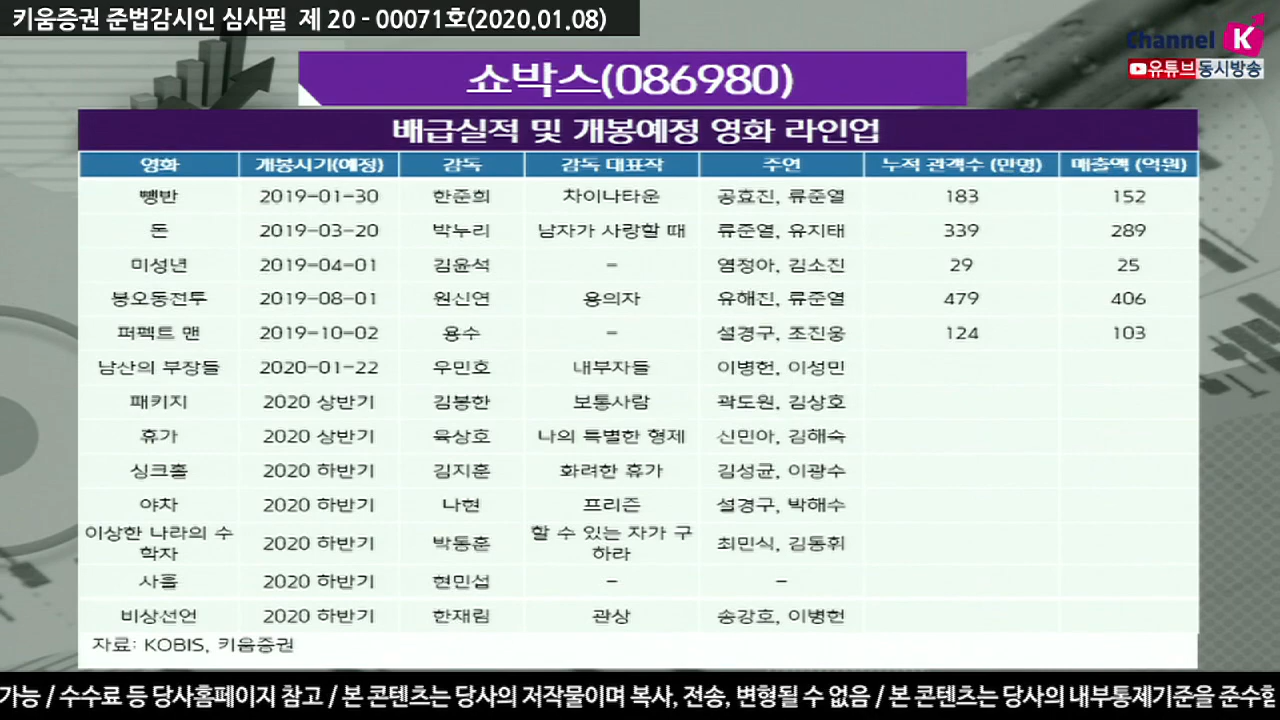 키움증권 준법감시인 심사필 제 20 - 00071호(2020.01.08)
Channel K
유튜브 동시방송
쇼박스(086980)
배급실적 및 개봉예정 영화 라인업
영화 개봉시기(예정) 감독 감독 대표작 주연 누적 관객수 (만명) 매출액 (억원)
뺑반 2019-01-30 한준희 차이나타운 공효진, 류준열 183 152
돈 2019-03-20 박누리 남자가 사랑할 때 류준열, 유지태 339 289
미성년 2019-04-01 김윤석 - 염정아, 김소진 29 25
봉오동전투 2019-08-01 원신연 용의자 유해진, 류준열 479 406
퍼펙트 맨 2019-10-02 용수 - 설경구, 조진웅 124 103
남산의 부장들 2020-01-22 우민호 내부자들 이병헌, 이성민
패키지 2020 상반기 김봉한 보통사람 곽도원, 김상호
휴가 2020 상반기 육상호 나의 특별한 형제 신민아, 김해숙
싱크홀 2020 하반기 김지훈 화려한 휴가 김성균, 이광수
야차 2020 하반기 나현 프리즌 설경구, 박해수
이상한 나라의 수학자 2020 하반기 박동훈 할 수 있는 자가 구하라 최민식, 김동휘
사흘 2020 하반기 현민섭 - -
비상선언 2020 하반기 한재림 관상 송강호, 이병헌
자료: KOBIS, 키움증권
가능 / 수수료 등 당사홈페이지 참고 / 본 콘텐츠는 당사의 저작물이며 복사, 전송, 변형될 수 없음 / 본 콘텐츠는 당사의 내부통제기준을 준수함